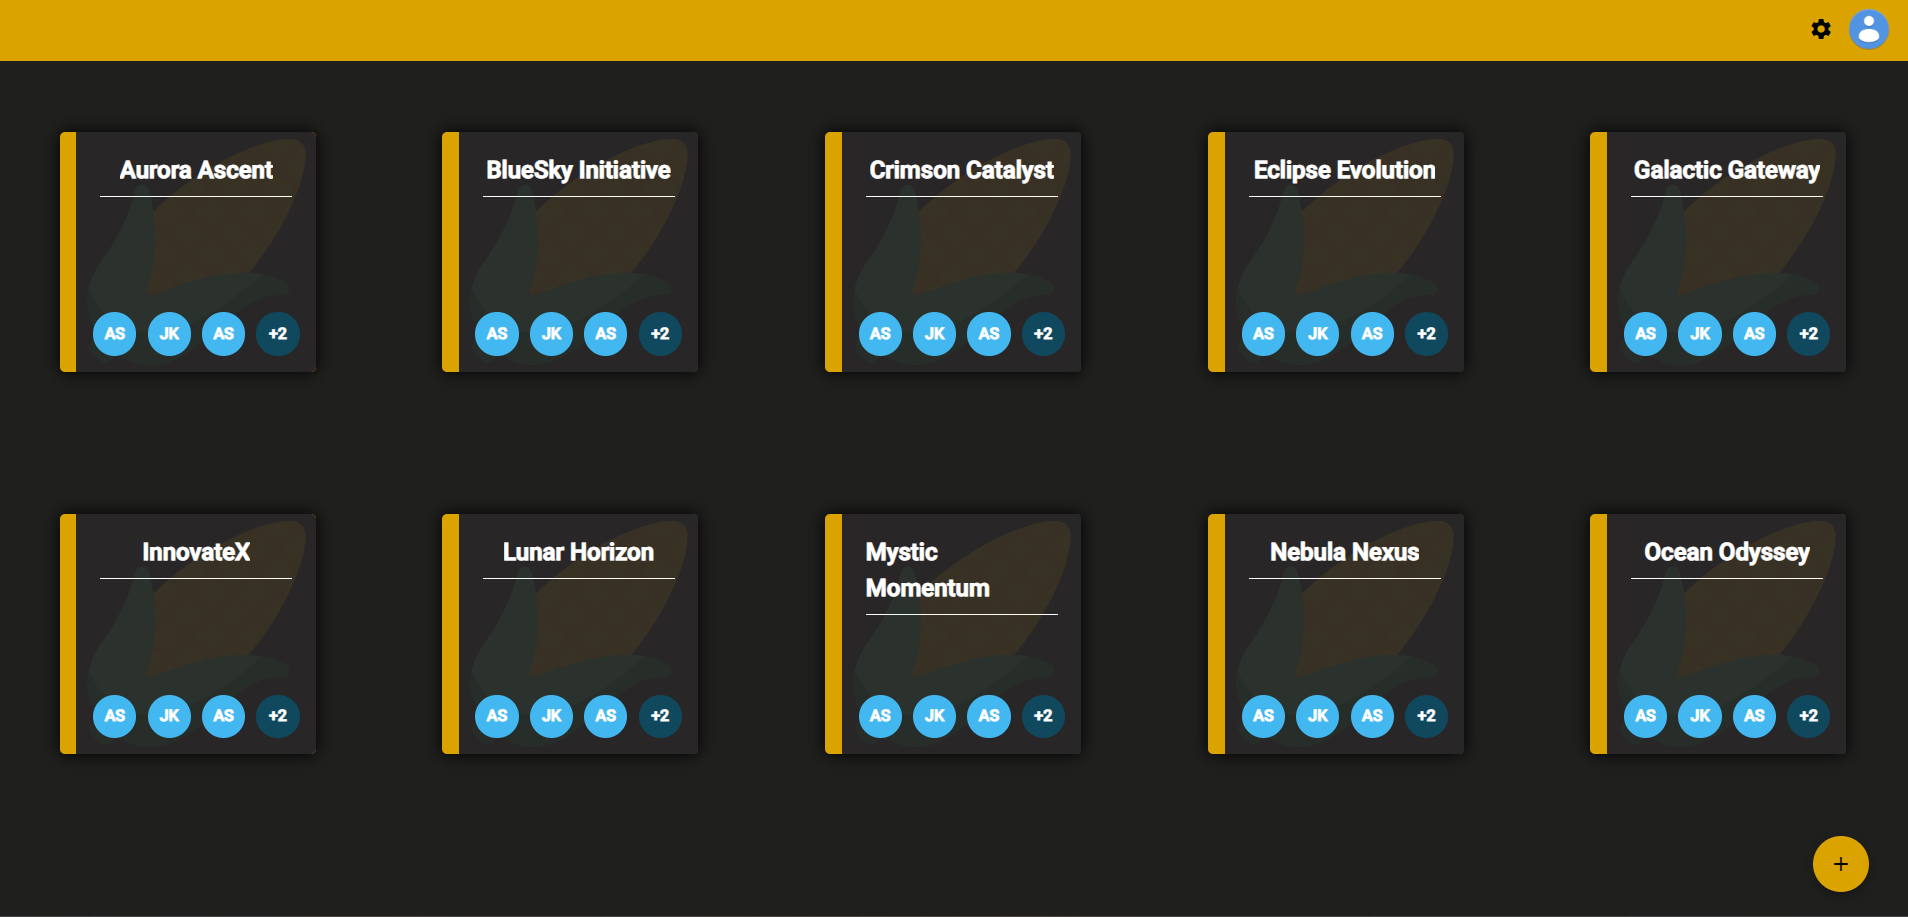 Aurora Ascent
AS JK AS +2
BlueSky Initiative
AS JK AS +2
Crimson Catalyst
AS JK AS +2
Eclipse Evolution
AS JK AS +2
Galactic Gateway
AS JK AS +2
InnovateX
AS JK AS +2
Lunar Horizon
AS JK AS +2
Mystic
Momentum
AS JK AS +2
Nebula Nexus
AS JK AS +2
Ocean Odyssey
AS JK AS +2
+